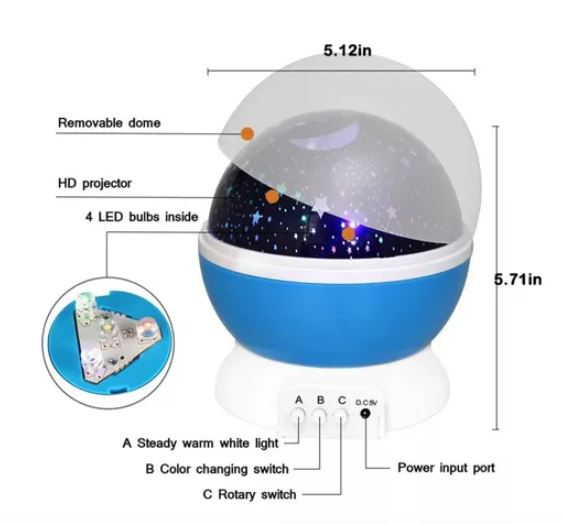 5.12in
Removable dome
HD projector
4 LED bulbs inside
5.71in
A B C D.C 5V
A Steady warm white light
B Color changing switch
Power input port
C Rotary switch